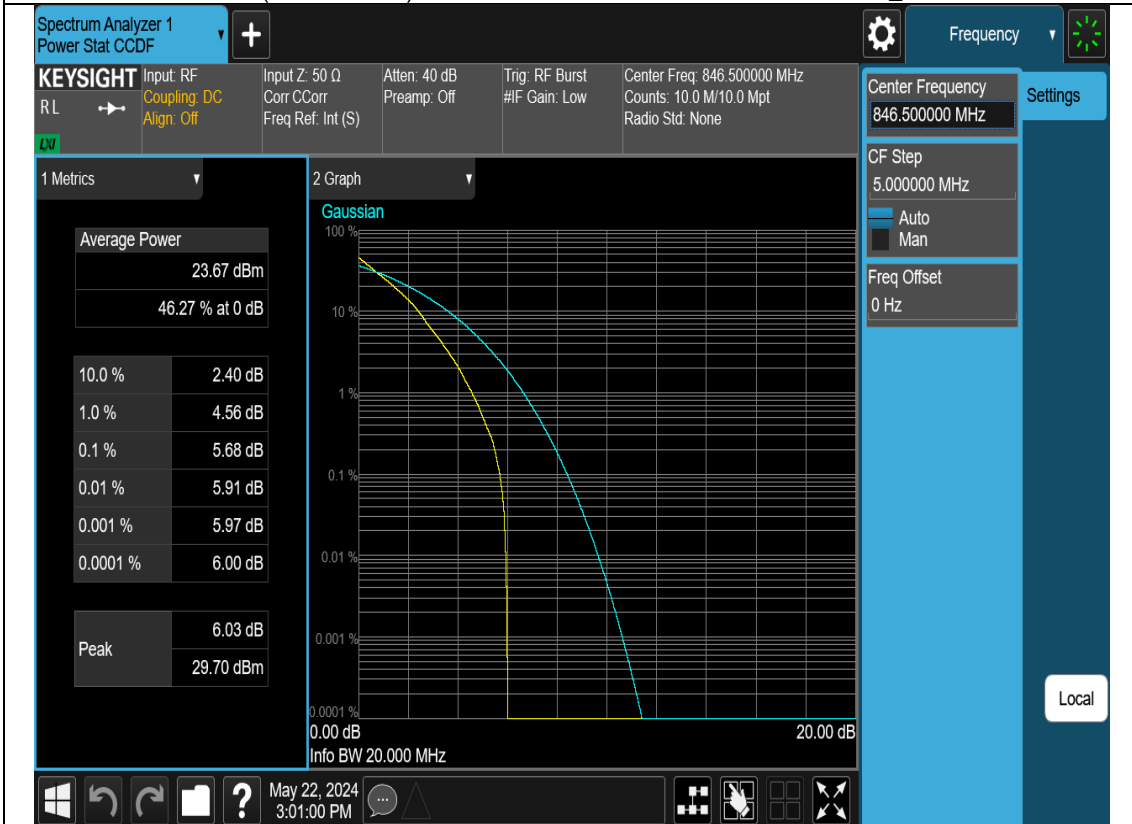 Spectrum Analyzer 1
Power Stat CCDF
+
Frequency
KEYSIGHT
R L
LXI
Input: RF
Coupling: DC
Align: Off
Input Z: 50 Ω
Corr CCorr
Freq Ref: Int (S)
Atten: 40 dB
Preamp: Off
Trig: RF Burst
#IF Gain: Low
Center Freq: 846.500000 MHz
Counts: 10.0 M/10.0 Mpt
Radio Std: None
Center Frequency
846.500000 MHz
Settings
CF Step
5.000000 MHz
Auto
Man
Freq Offset
0 Hz
1 Metrics
Average Power
23.67 dBm
46.27 % at 0 dB
10.0 % 2.40 dB
1.0 % 4.56 dB
0.1 % 5.68 dB
0.01 % 5.91 dB
0.001 % 5.97 dB
0.0001 % 6.00 dB
Peak
6.03 dB
29.70 dBm
2 Graph
Gaussian
100 %
10 %
1 %
0.1 %
0.01 %
0.001 %
0.0001 %
0.00 dB 20.00 dB
Info BW 20.000 MHz
Local
?
May 22, 2024
3:01:00 PM